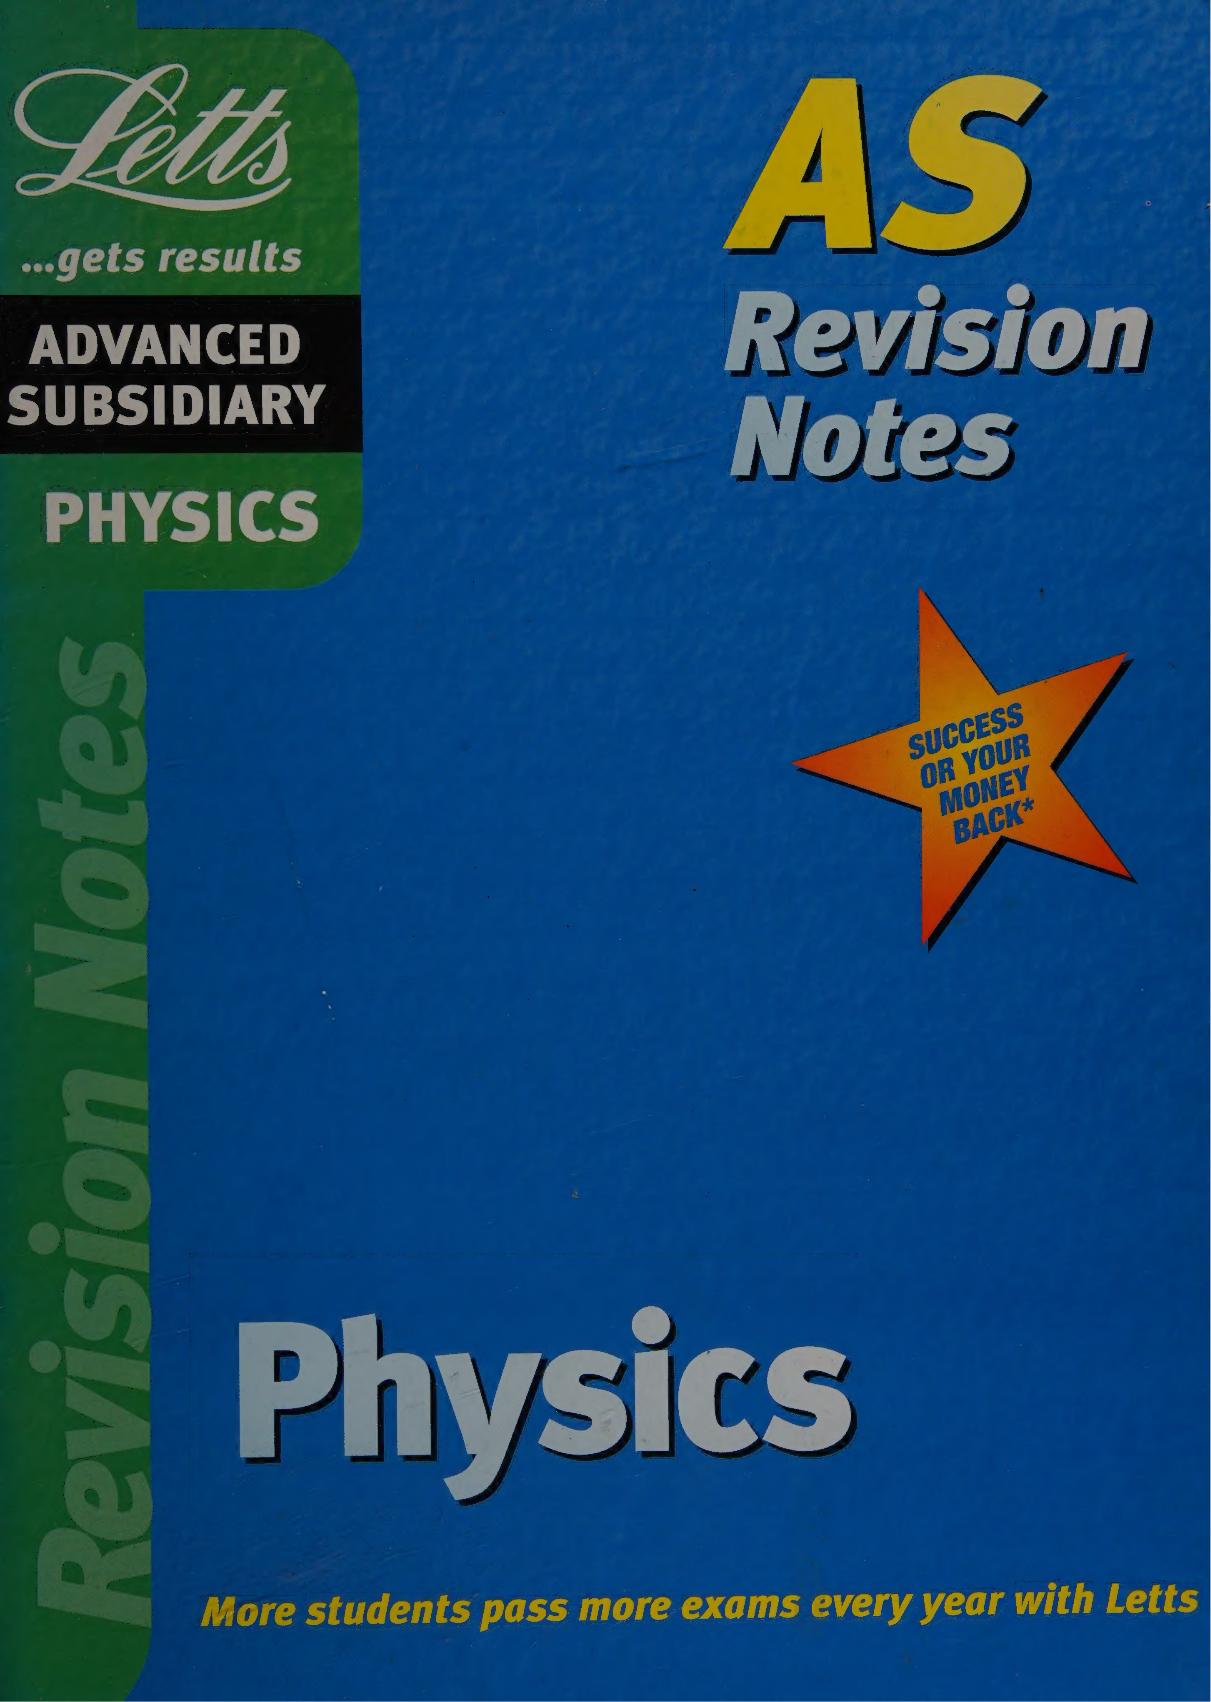 Letts
...gets results
ADVANCED
SUBSIDIARY
PHYSICS
Revision Notes
AS
Revision
Notes
SUCCESS
OR YOUR
MONEY
BACK*
Physics
More students pass more exams every year with Letts